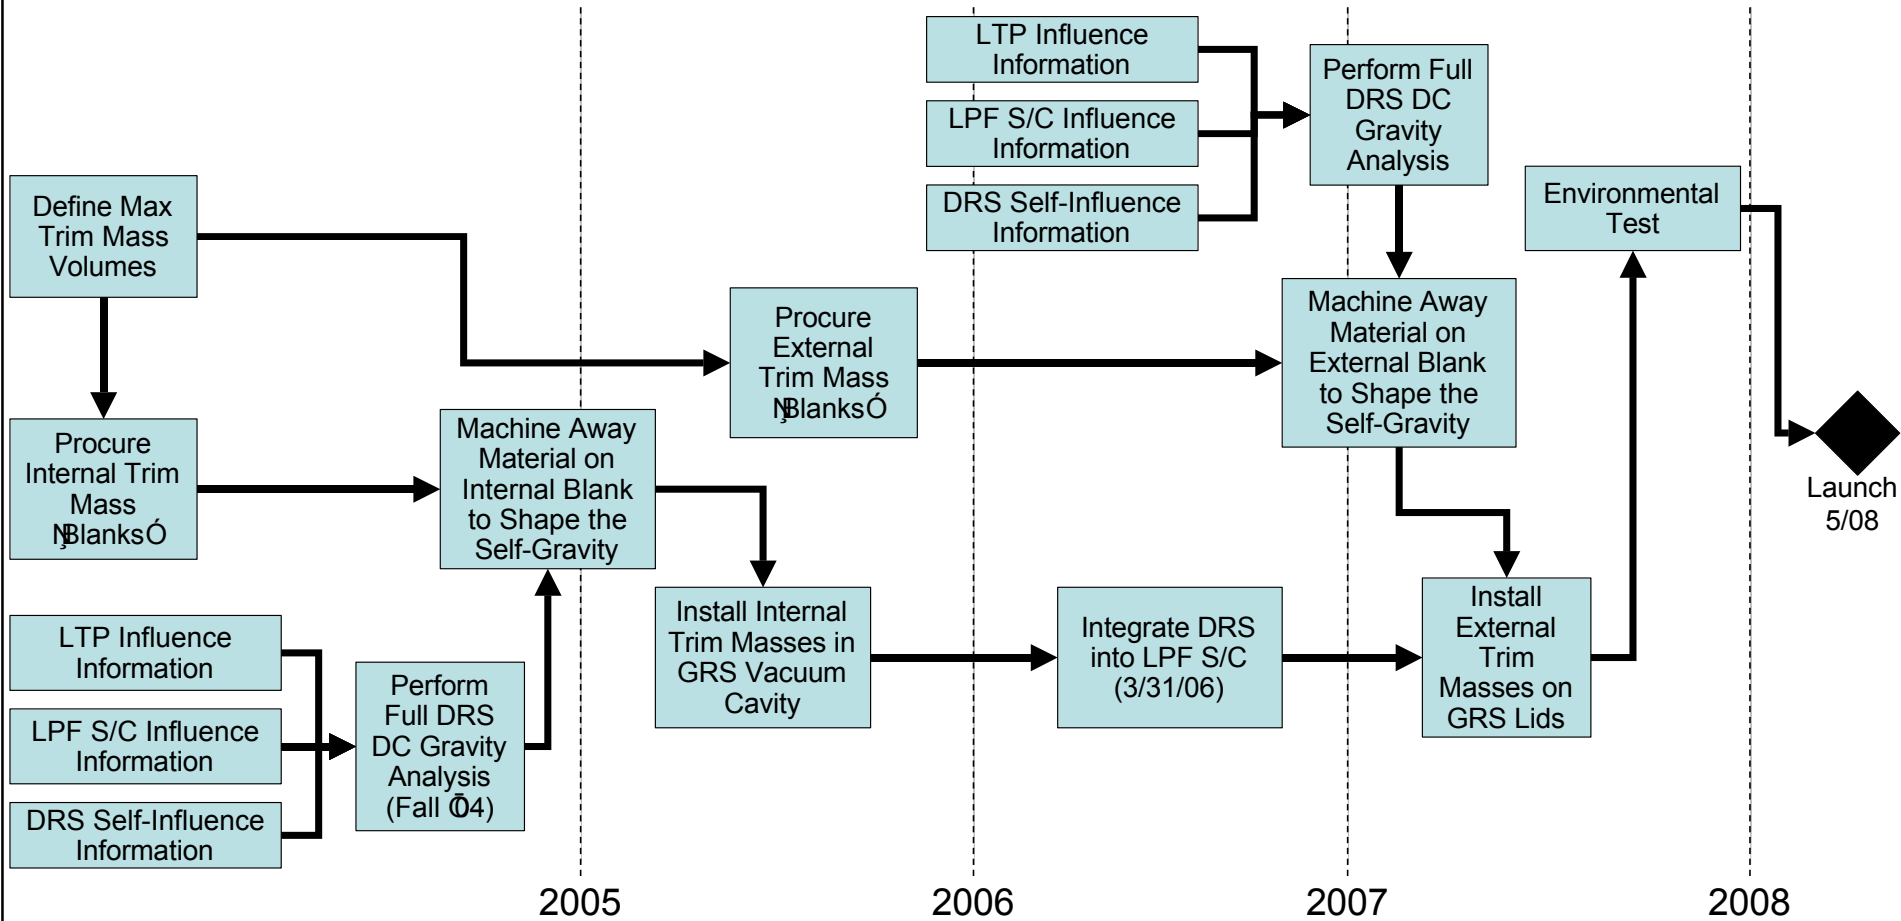 LTP Influence
Information
LPF S/C Influence
Information
DRS Self-Influence
Information
Perform Full
DRS DC
Gravity
Analysis
Define Max
Trim Mass
Volumes
Environmental
Test
Procure
External
Trim Mass
BlanksÓ
Machine Away
Material on
External Blank
to Shape the
Self-Gravity
Procure
Internal Trim
Mass
BlanksÓ
Machine Away
Material on
Internal Blank
to Shape the
Self-Gravity
Launch
5/08
LTP Influence
Information
LPF S/C Influence
Information
DRS Self-Influence
Information
Perform
Full DRS
DC Gravity
Analysis
(Fall Õ04)
Install Internal
Trim Masses in
GRS Vacuum
Cavity
Integrate DRS
into LPF S/C
(3/31/06)
Install
External
Trim
Masses on
GRS Lids
2005
2006
2007
2008